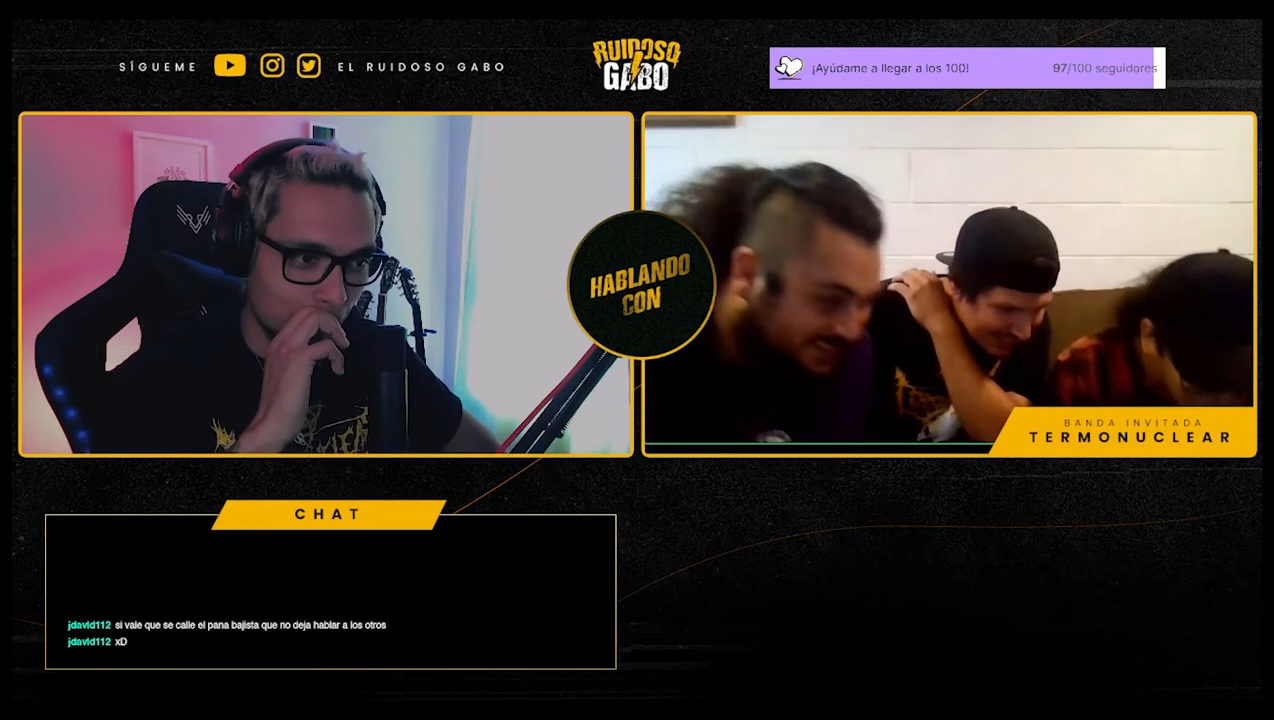 SÍGUEME
EL RUIDOSO GABO
RUIDOSO
GABO
¡Ayúdame a llegar a los 100!
97/100 seguidores
HABLANDO
CON
BANDA INVITADA
TERMONUCLEAR
CHAT
jdavid112 si vale que se calle el pana bajista que no deja hablar a los otros
jdavid112 xD